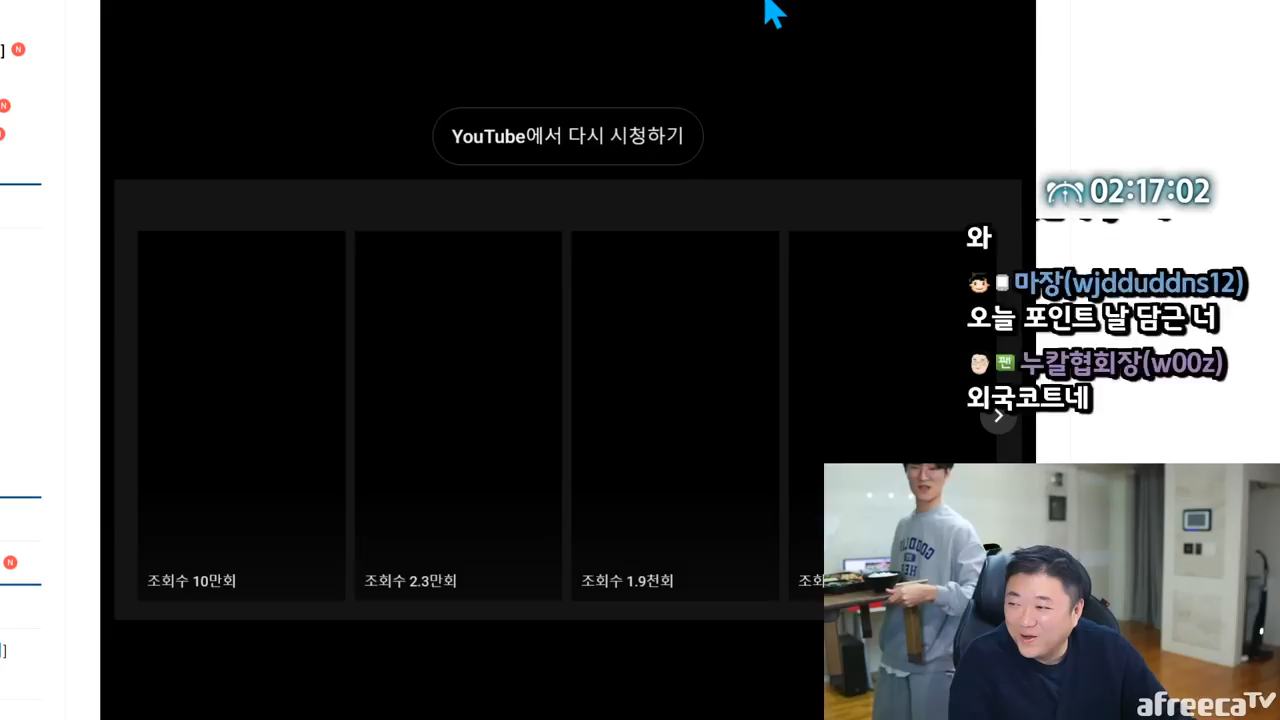 ]
N
N
YouTube에서 다시 시청하기
02:17:02
와
마장(wjdduddns12)
오늘 포인트 날 담근 너
팬 누칼협회장(w00z)
외국코트네
조회수 10만회
조회수 2.3만회
조회수 1.9천회
조회
N
]
afreecaTV